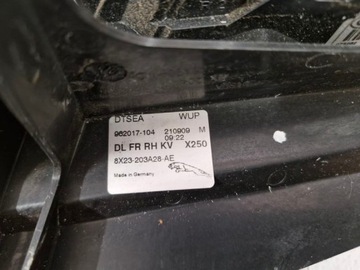 DTSEA WUP
962017-104 210909 M
09:22
DL FR RH KV X250
8X23-203A28-AE
Made in Germany